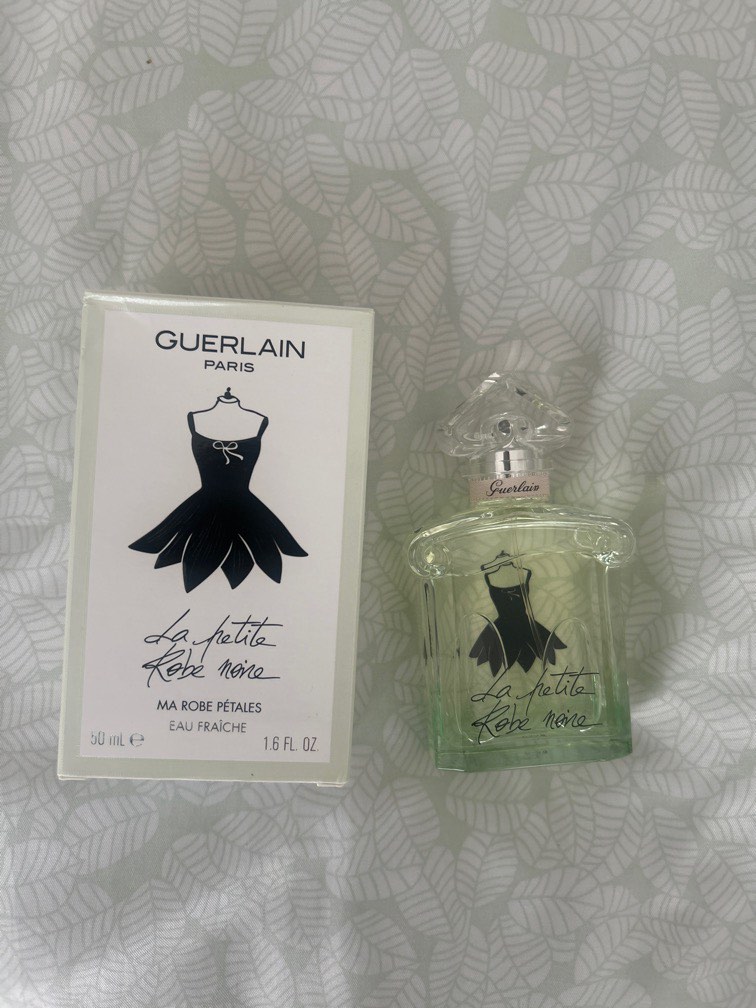 GUERLAIN
PARIS
La petite
Robe noire
MA ROBE PÉTALES
EAU FRAÎCHE
50 mL ℮
1.6 FL. OZ.
Guerlain
La petite
Robe noire